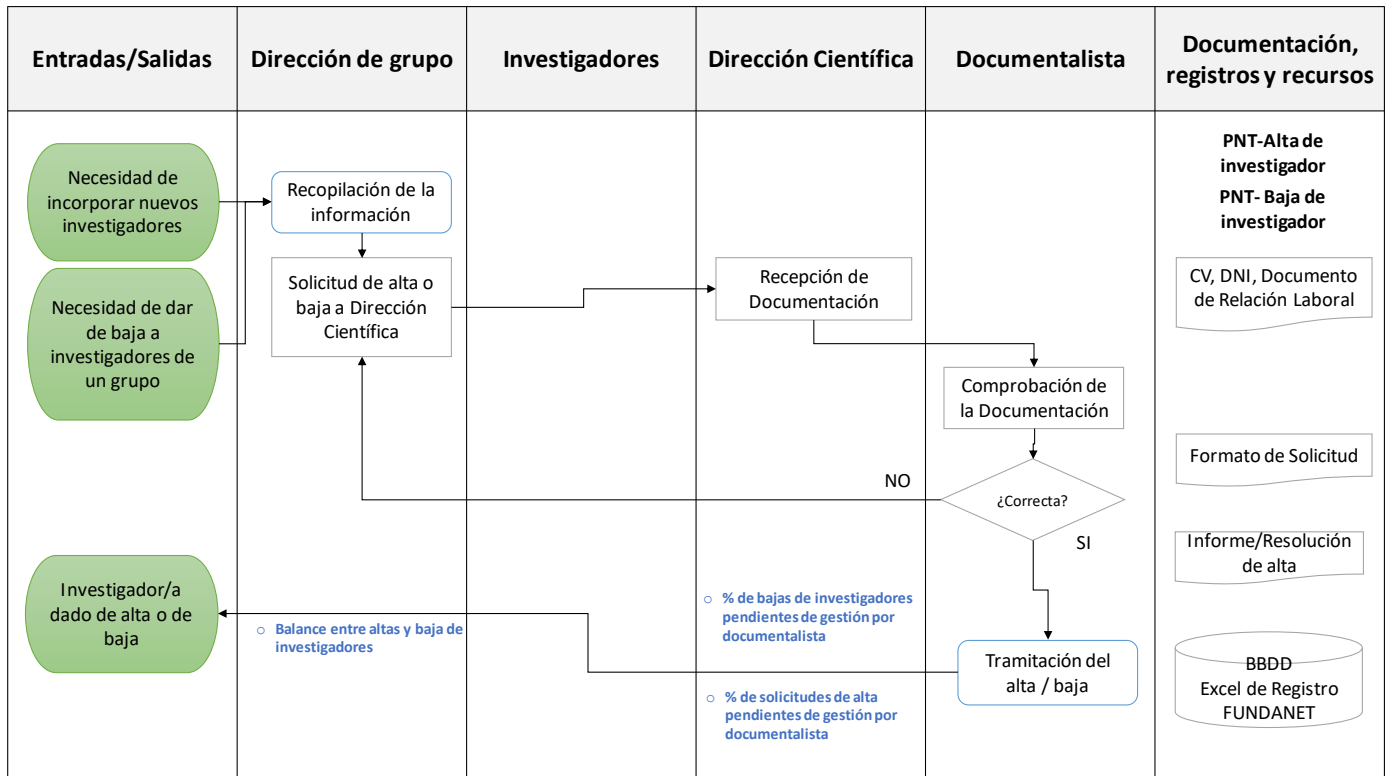 Entradas/Salidas
Dirección de grupo
Investigadores
Dirección Científica
Documentalista
Documentación,
registros y recursos
Necesidad de
incorporar nuevos
investigadores
Necesidad de dar
de baja a
investigadores de
un grupo
Investigador/a
dado de alta o de
baja
Recopilación de la
información
Solicitud de alta o
baja a Dirección
Científica
○ Balance entre altas y baja de
investigadores
Recepción de
Documentación
○ % de bajas de investigadores
pendientes de gestión por
documentalista
○ % de solicitudes de alta
pendientes de gestión por
documentalista
Comprobación de
la Documentación
NO
¿Correcta?
SI
Tramitación del
alta / baja
PNT-Alta de
investigador
PNT- Baja de
investigador
CV, DNI, Documento
de Relación Laboral
Formato de Solicitud
Informe/Resolución
de alta
BBDD
Excel de Registro
FUNDANET